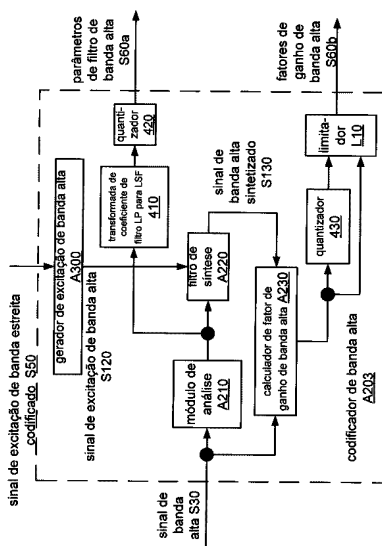 sinal de excitação de banda estreita
codificado S50
gerador de excitação de banda alta
A300
sinal de excitação de banda alta
S120
parâmetros
de filtro de
banda alta
S60a
quanti-
zador
420
transformada de
coeficiente de
filtro LP para LSF
410
filtro de
síntese
A220
sinal de
banda alta
sintetizado
S130
fatores de
ganho de
banda alta
S60b
limita-
dor
L10
quantizador
430
calculador de fator de
ganho de banda alta A230
módulo de
análise
A210
sinal de
banda
alta S30
codificador de banda alta
A203